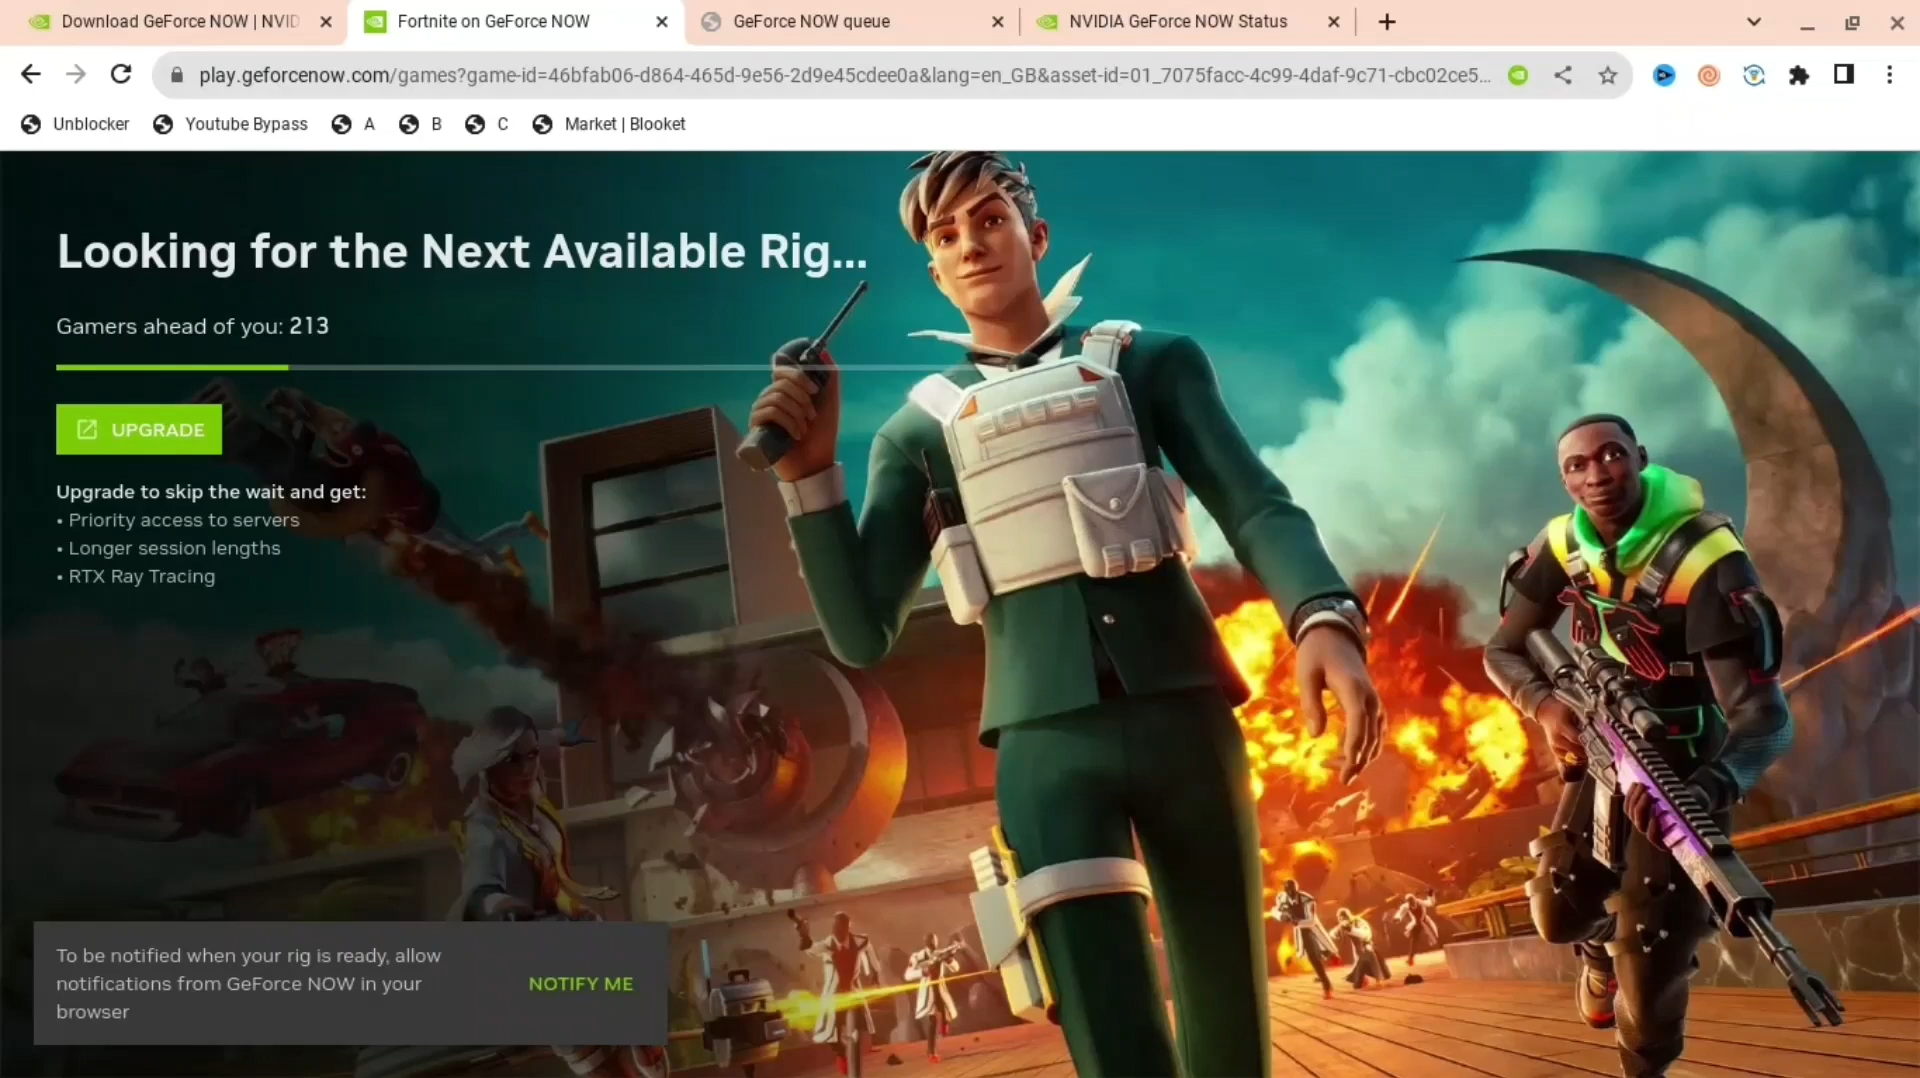 Download GeForce NOW | NVID
Fortnite on GeForce NOW
GeForce NOW queue
NVIDIA GeForce NOW Status
play.geforcenow.com/games?game-id=46bfab06-d864-465d-9e56-2d9e45cdee0a&lang=en_GB&asset-id=01_7075facc-4c99-4daf-9c71-cbc02ce5...
Unblocker
Youtube Bypass
A
B
C
Market | Blooket
Looking for the Next Available Rig...
Gamers ahead of you: 213
UPGRADE
Upgrade to skip the wait and get:
• Priority access to servers
• Longer session lengths
• RTX Ray Tracing
To be notified when your rig is ready, allow
notifications from GeForce NOW in your
browser
NOTIFY ME